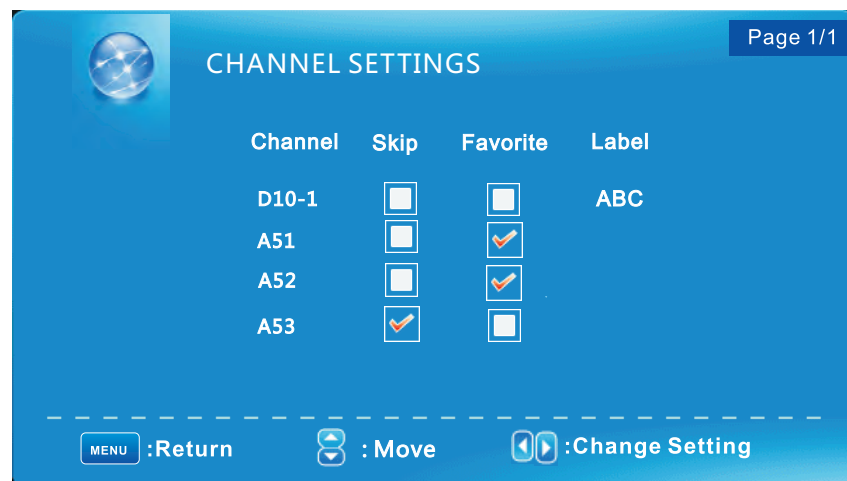 Page 1/1
CHANNEL SETTINGS
Channel Skip Favorite Label
D10-1 ABC
A51
A52
A53
MENU :Return : Move :Change Setting